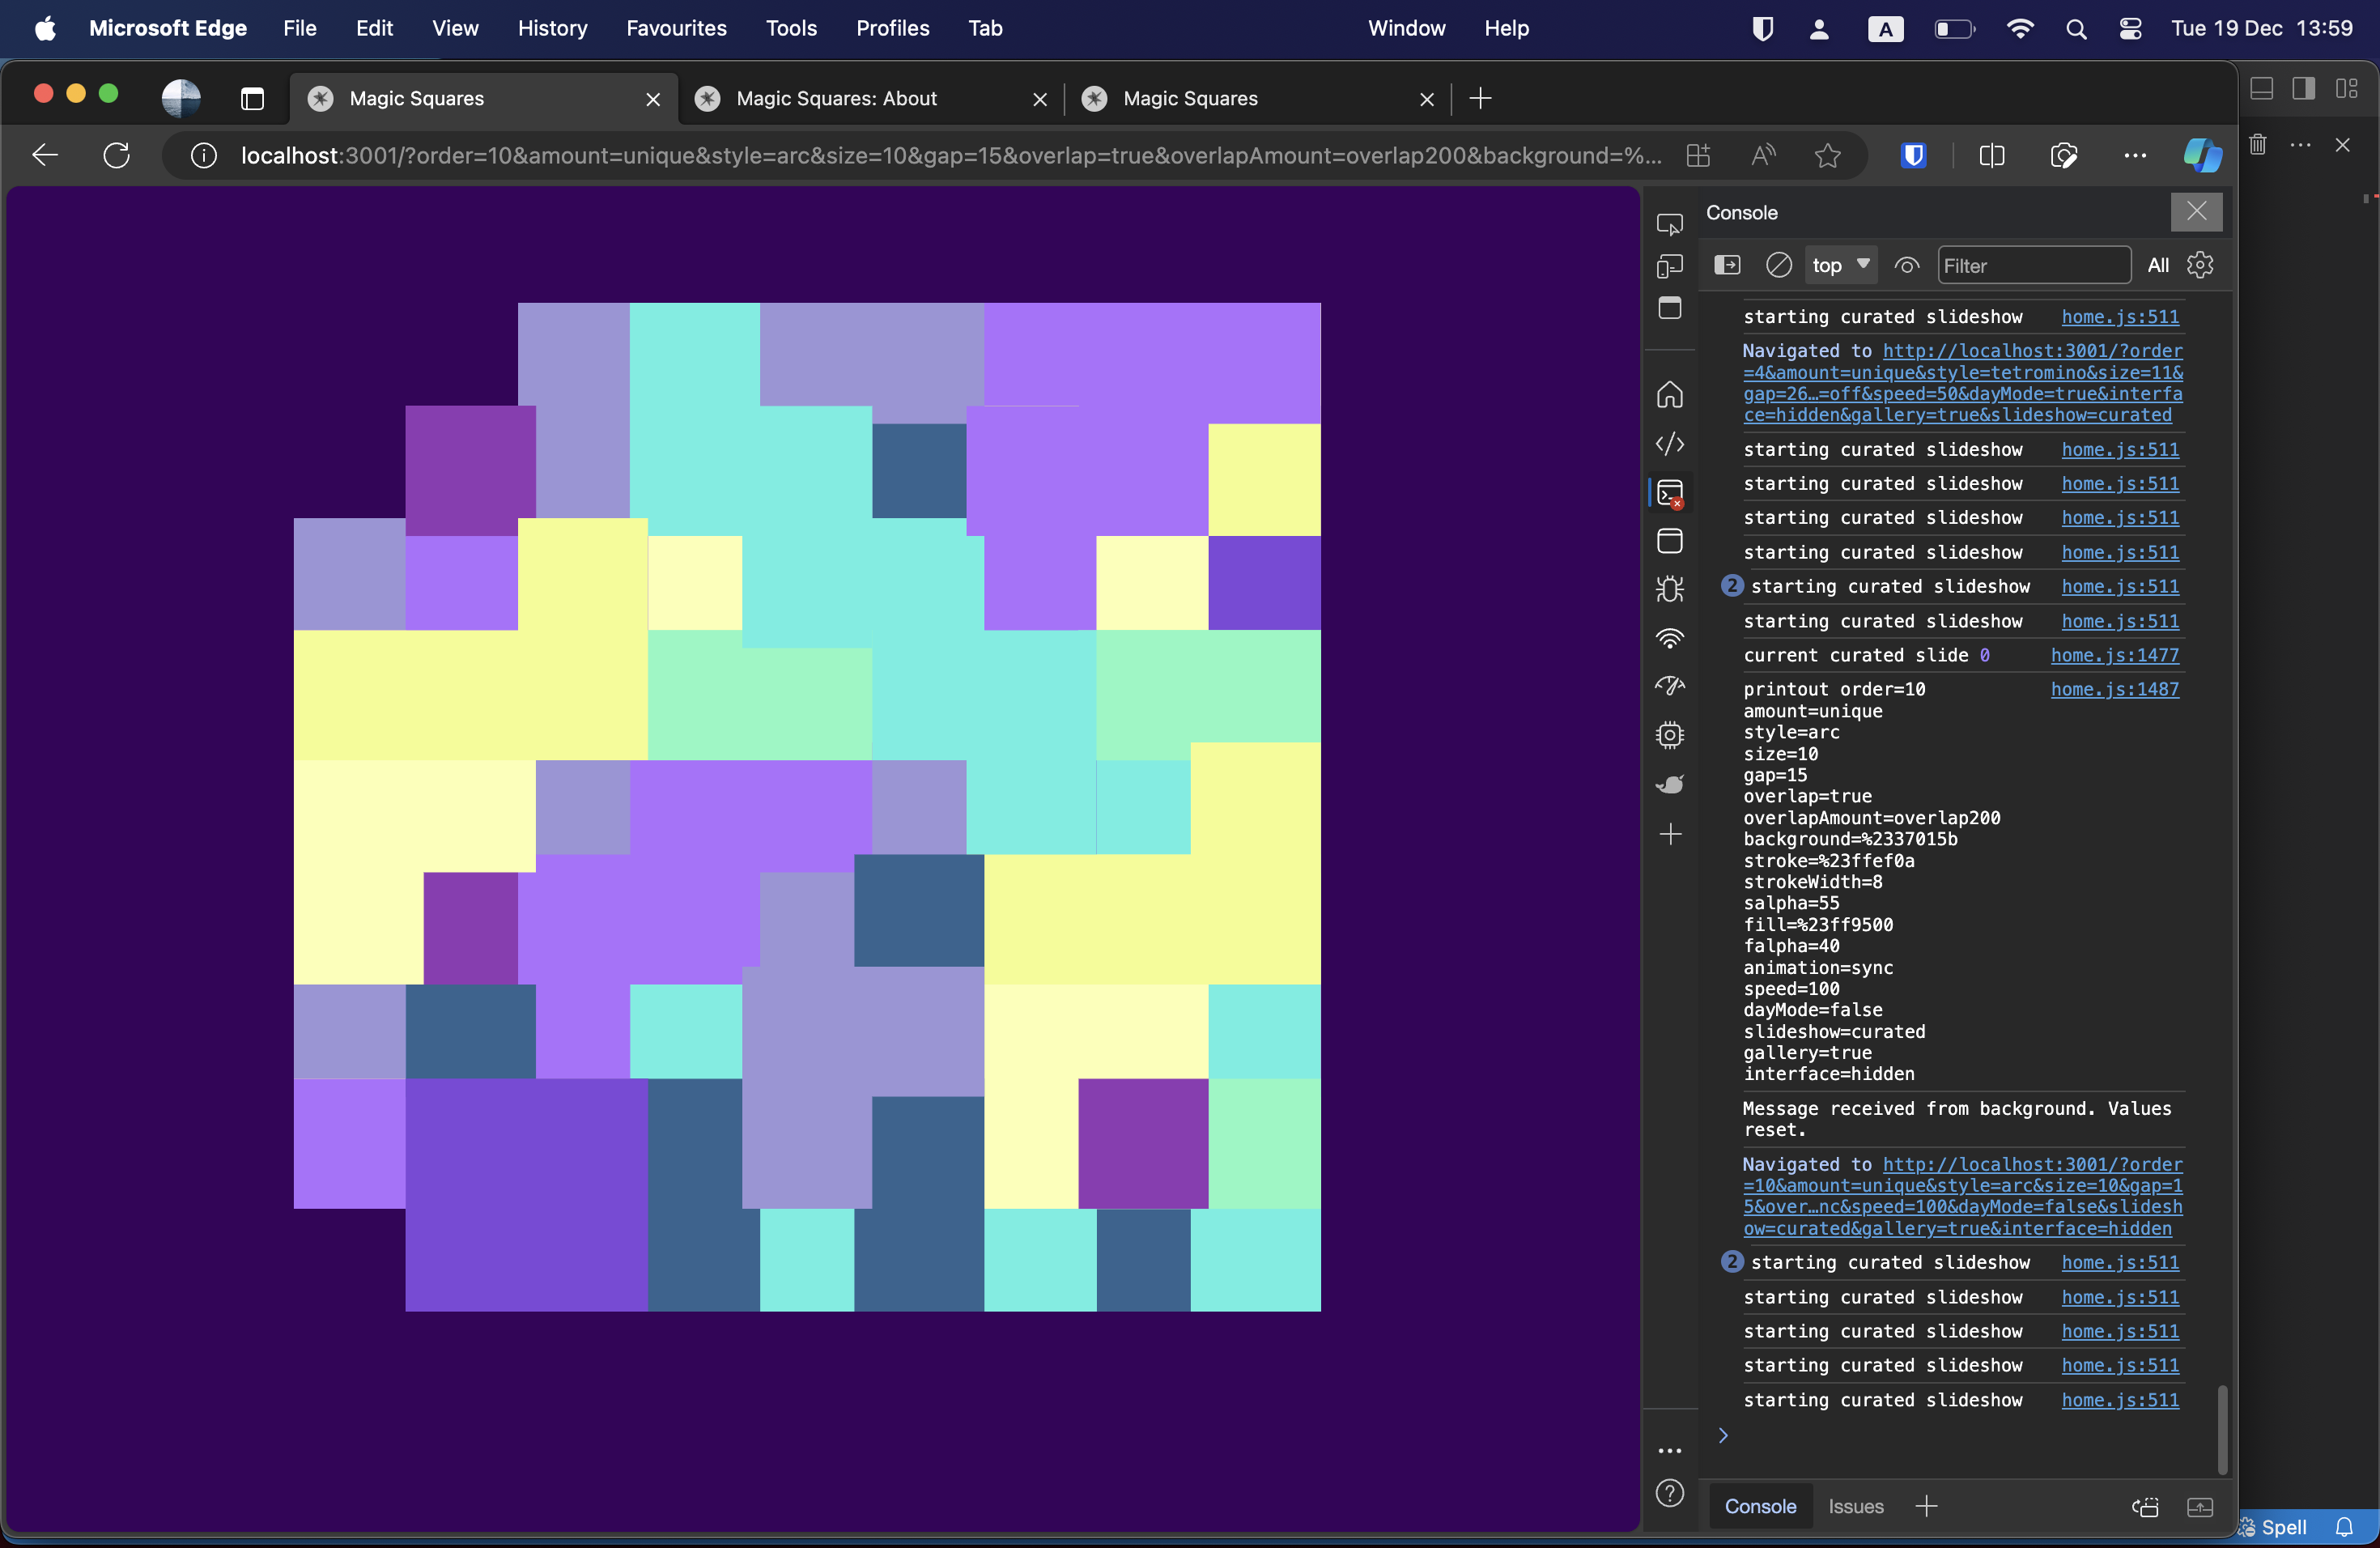 Microsoft Edge File Edit View History Favourites Tools Profiles Tab Window Help A Tue 19 Dec 13:59
Magic Squares
Magic Squares: About
Magic Squares
localhost:3001/?order=10&amount=unique&style=arc&size=10&gap=15&overlap=true&overlapAmount=overlap200&background=%...
Console
top Filter All
starting curated slideshow home.js:511
Navigated to http://localhost:3001/?order
=4&amount=unique&style=tetromino&size=11&
gap=26…=off&speed=50&dayMode=true&interfa
ce=hidden&gallery=true&slideshow=curated
starting curated slideshow home.js:511
starting curated slideshow home.js:511
starting curated slideshow home.js:511
starting curated slideshow home.js:511
2 starting curated slideshow home.js:511
starting curated slideshow home.js:511
current curated slide 0 home.js:1477
printout order=10 home.js:1487
amount=unique
style=arc
size=10
gap=15
overlap=true
overlapAmount=overlap200
background=%2337015b
stroke=%23ffef0a
strokeWidth=8
salpha=55
fill=%23ff9500
falpha=40
animation=sync
speed=100
dayMode=false
slideshow=curated
gallery=true
interface=hidden
Message received from background. Values
reset.
Navigated to http://localhost:3001/?order
=10&amount=unique&style=arc&size=10&gap=1
5&over…nc&speed=100&dayMode=false&slidesh
ow=curated&gallery=true&interface=hidden
2 starting curated slideshow home.js:511
starting curated slideshow home.js:511
starting curated slideshow home.js:511
starting curated slideshow home.js:511
starting curated slideshow home.js:511
Console Issues
Spell